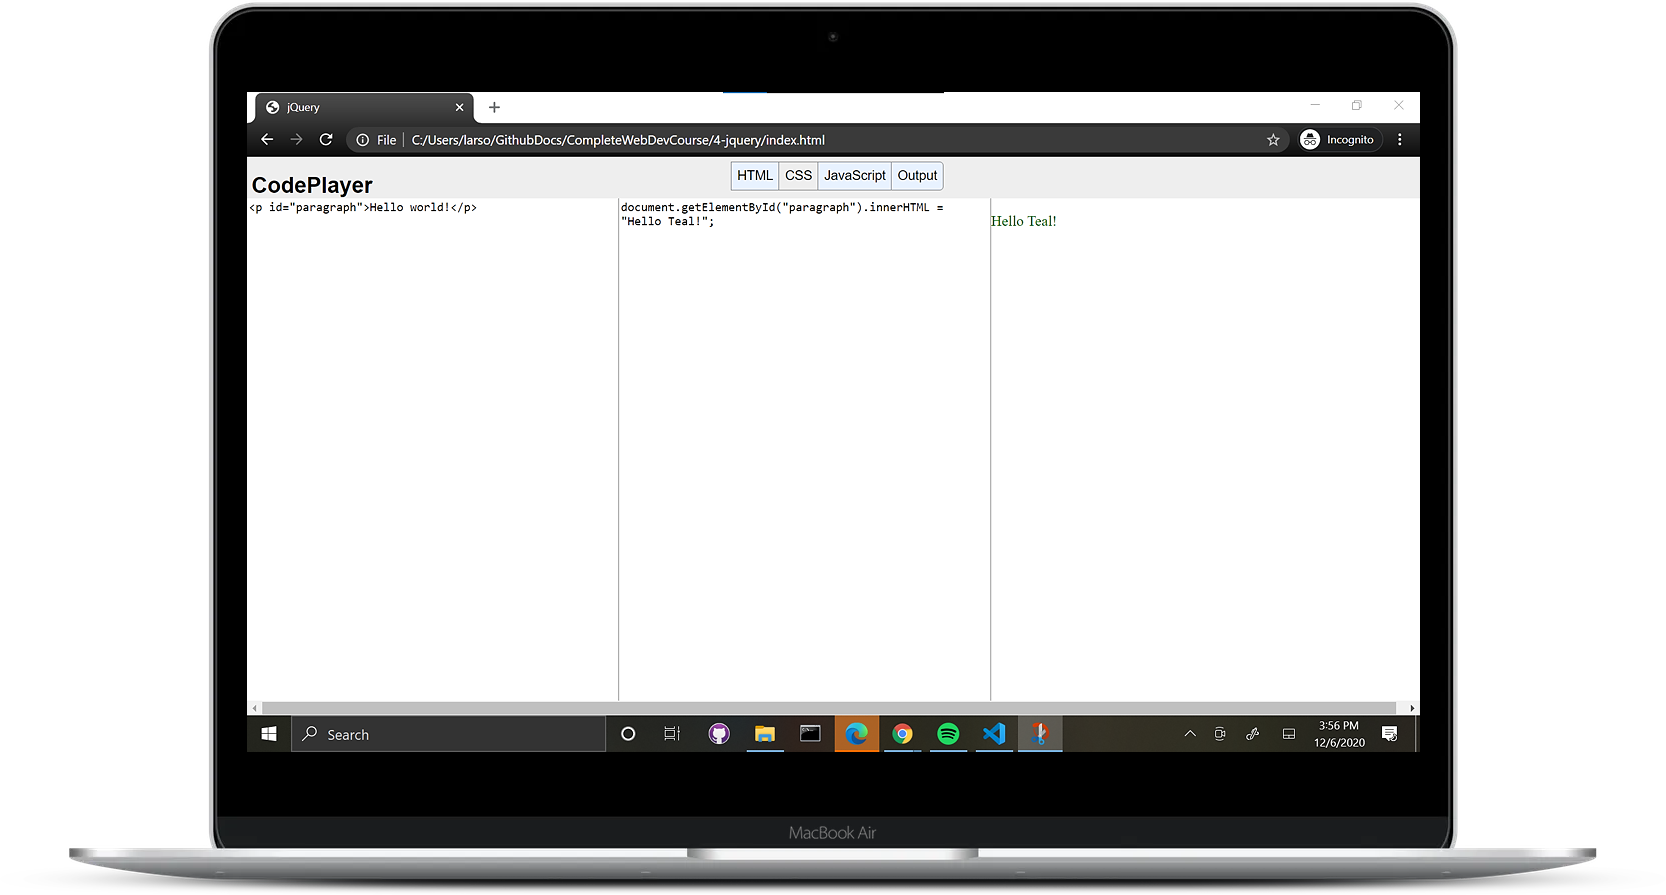 jQuery
File | C:/Users/larso/GithubDocs/CompleteWebDevCourse/4-jquery/index.html
Incognito
CodePlayer
HTML CSS JavaScript Output
<p id="paragraph">Hello world!</p>
document.getElementById("paragraph").innerHTML =
"Hello Teal!";
Hello Teal!
Search
3:56 PM
12/6/2020
MacBook Air